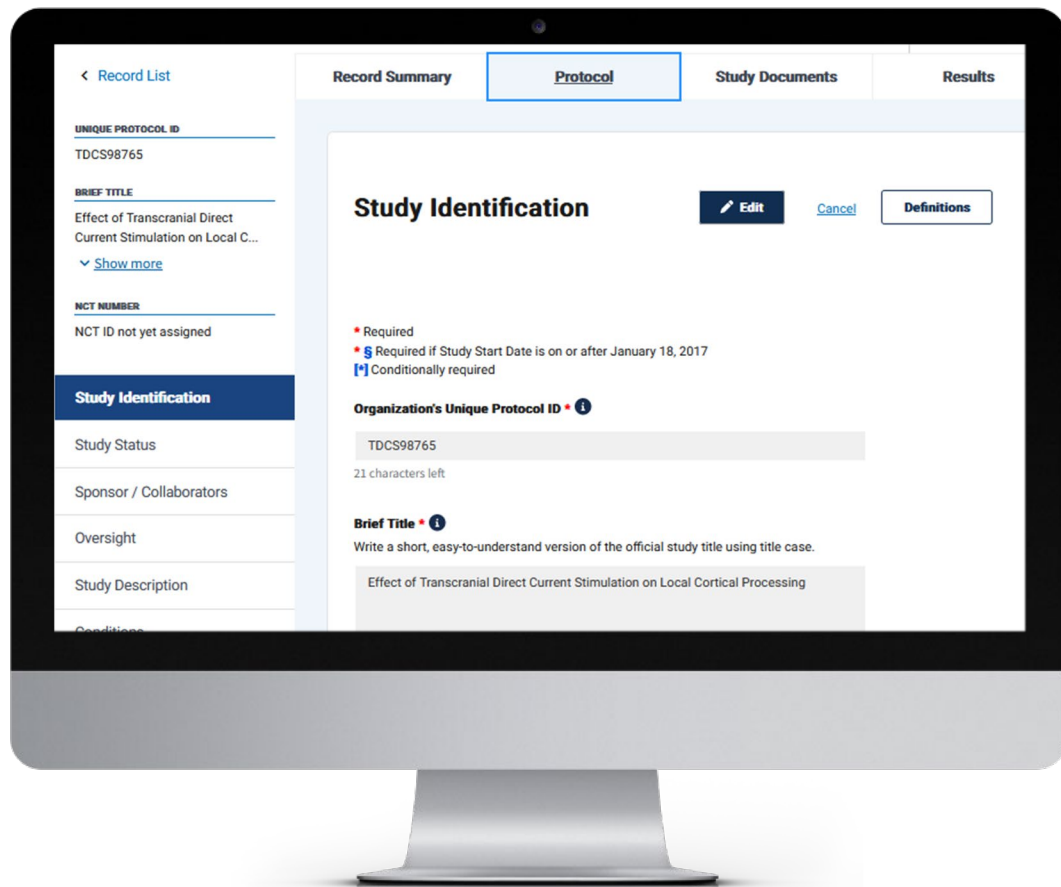 Record List
Record Summary
Protocol
Study Documents
Results
UNIQUE PROTOCOL ID
TDCS98765
BRIEF TITLE
Effect of Transcranial Direct
Current Stimulation on Local C...
Show more
NCT NUMBER
NCT ID not yet assigned
Study Identification
Study Status
Sponsor / Collaborators
Oversight
Study Description
Conditions
Study Identification
Edit
Cancel
Definitions
* Required
* § Required if Study Start Date is on or after January 18, 2017
[*] Conditionally required
Organization's Unique Protocol ID *
TDCS98765
21 characters left
Brief Title *
Write a short, easy-to-understand version of the official study title using title case.
Effect of Transcranial Direct Current Stimulation on Local Cortical Processing